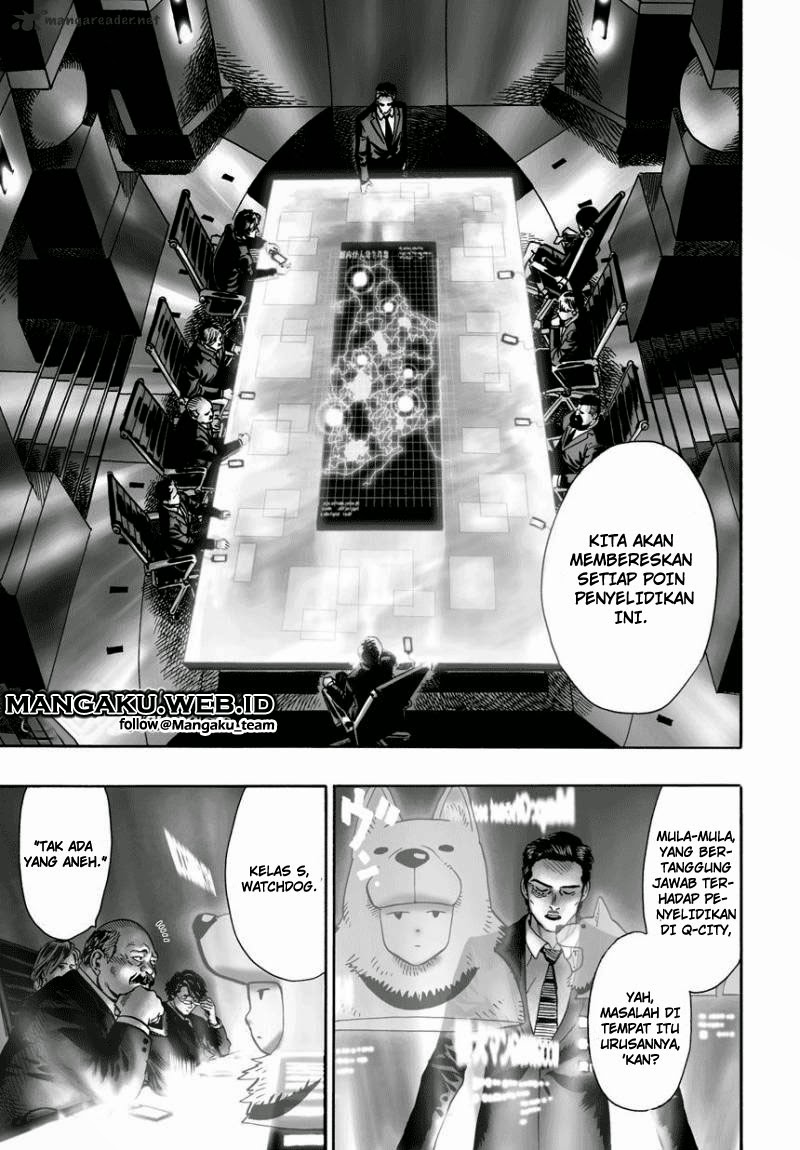 mangareader.net
KITA AKAN
MEMBERESKAN
SETIAP POIN
PENYELIDIKAN
INI.
MANGAKU.WEB.ID
follow @Mangaku_team
MULA-MULA,
YANG BER-
TANGGUNG
JAWAB TER-
HADAP PE-
NYELIDIKAN
DI Q-CITY,
YAH,
MASALAH DI
TEMPAT ITU
URUSANNYA,
'KAN?
KELAS S,
WATCHDOG.
"TAK ADA
YANG ANEH."